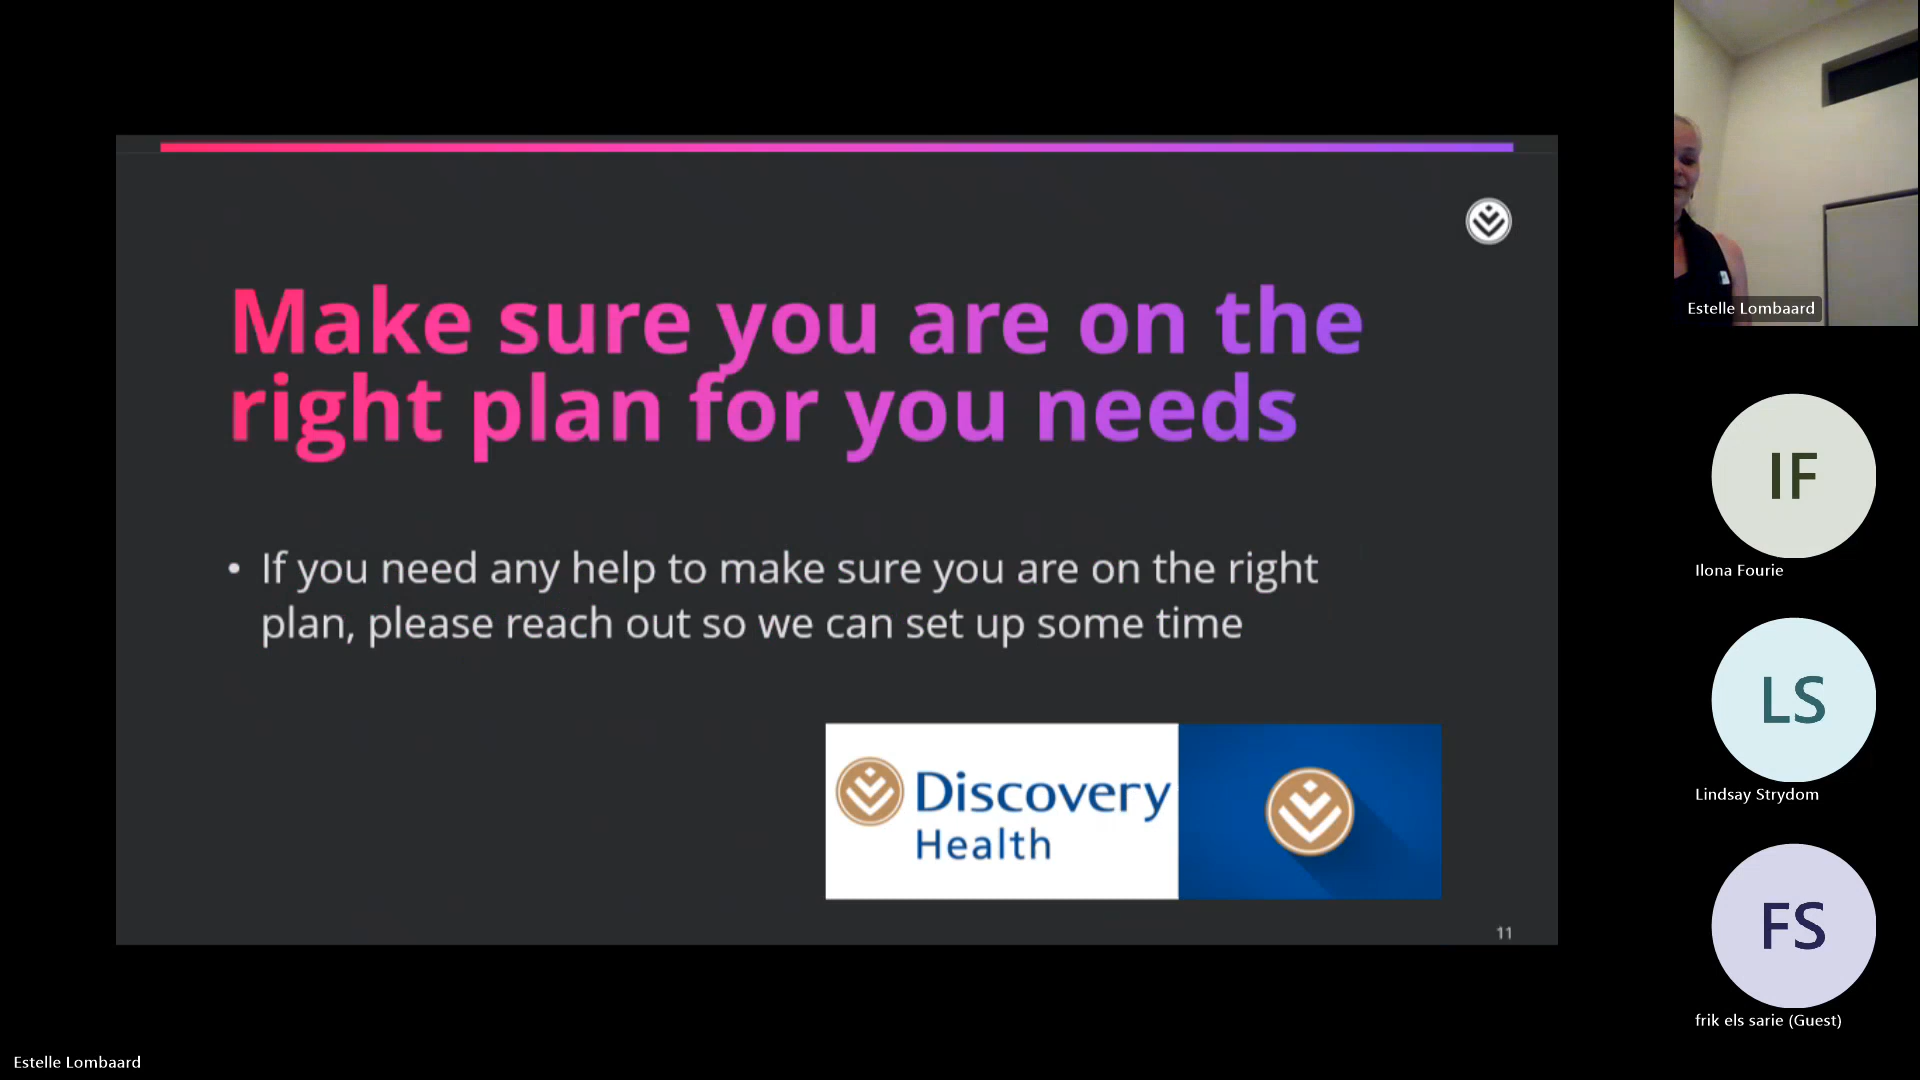 Make sure you are on the
right plan for you needs
• If you need any help to make sure you are on the right
plan, please reach out so we can set up some time
Discovery
Health
11
Estelle Lombaard
IF
Ilona Fourie
LS
Lindsay Strydom
FS
frik els sarie (Guest)
Estelle Lombaard